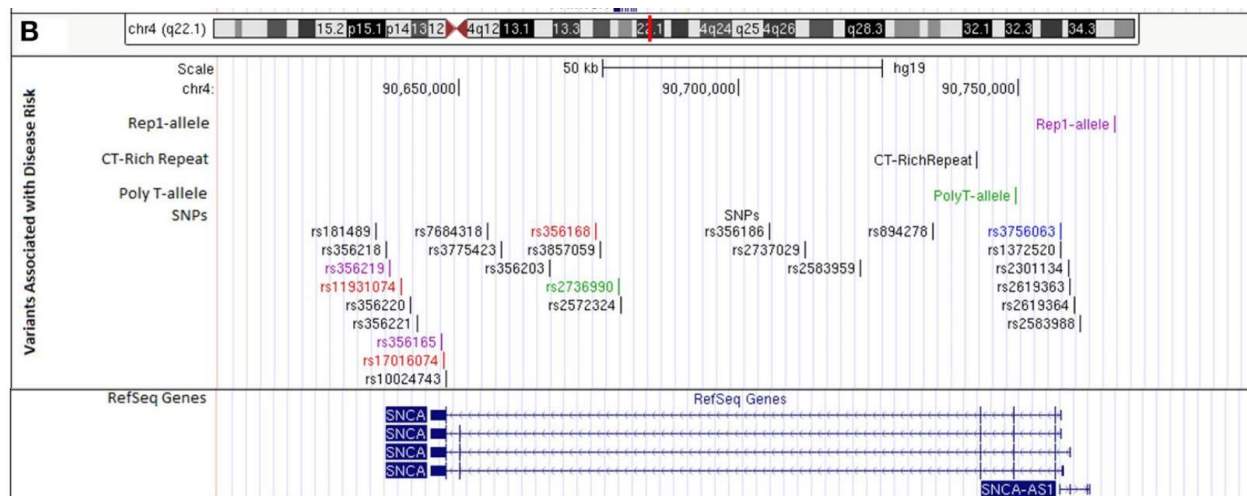 B
chr4 (q22.1) 15.2 p15.1 p14 13 12 4q12 13.1 13.3 22.1 4q24 q25 4q26 q28.3 32.1 32.3 34.3
Variants Associated with Disease Risk
Scale 50 kb hg19
chr4: 90,650,000 90,700,000 90,750,000
Rep1-allele Rep1-allele
CT-Rich Repeat CT-RichRepeat
Poly T-allele PolyT-allele
SNPs SNPs
rs181489 rs7684318 rs356168 rs356186 rs894278 rs3756063
rs356218 rs3775423 rs3857059 rs2737029 rs1372520
rs356219 rs356203 rs2583959 rs2301134
rs11931074 rs2736990 rs2619363
rs356220 rs2572324 rs2619364
rs356221 rs2583988
rs356165
rs17016074
rs10024743
RefSeq Genes RefSeq Genes
SNCA
SNCA
SNCA
SNCA
SNCA-AS1